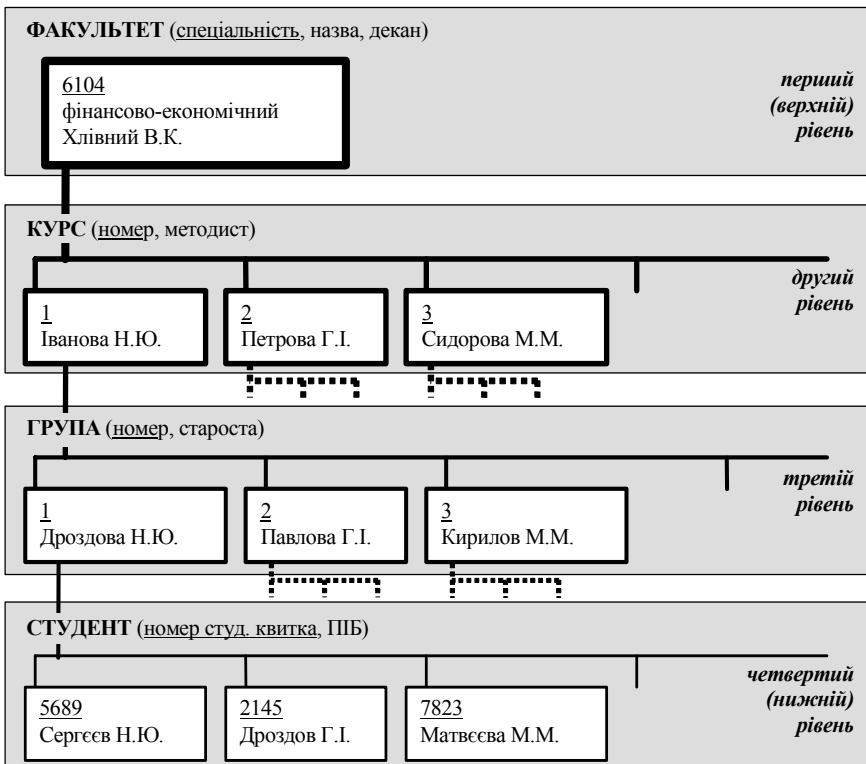 ФАКУЛЬТЕТ (спеціальність, назва, декан)
6104
фінансово-економічний
Хлівний В.К.
перший
(верхній)
рівень
КУРС (номер, методист)
1
Іванова Н.Ю.
2
Петрова Г.І.
3
Сидорова М.М.
другий
рівень
ГРУПА (номер, староста)
1
Дроздова Н.Ю.
2
Павлова Г.І.
3
Кирилов М.М.
третій
рівень
СТУДЕНТ (номер студ. квитка, ПІБ)
5689
Сергєєв Н.Ю.
2145
Дроздов Г.І.
7823
Матвєєва М.М.
четвертий
(нижній)
рівень